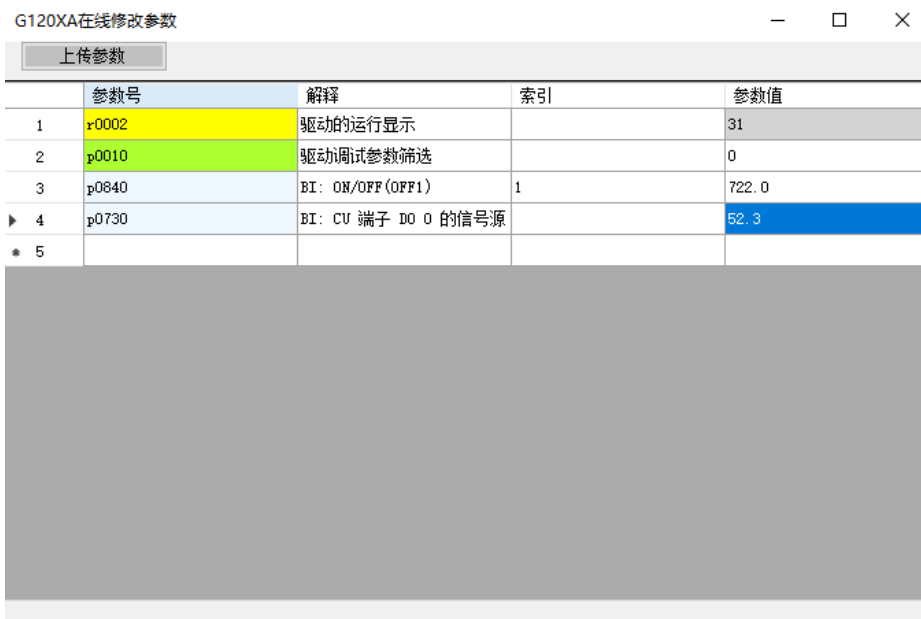 G120XA在线修改参数
上传参数
参数号 解释 索引 参数值
1 r0002 驱动的运行显示 31
2 p0010 驱动调试参数筛选 0
3 p0840 BI: ON/OFF(OFF1) 1 722.0
4 p0730 BI: CU 端子 DO 0 的信号源 52.3
5